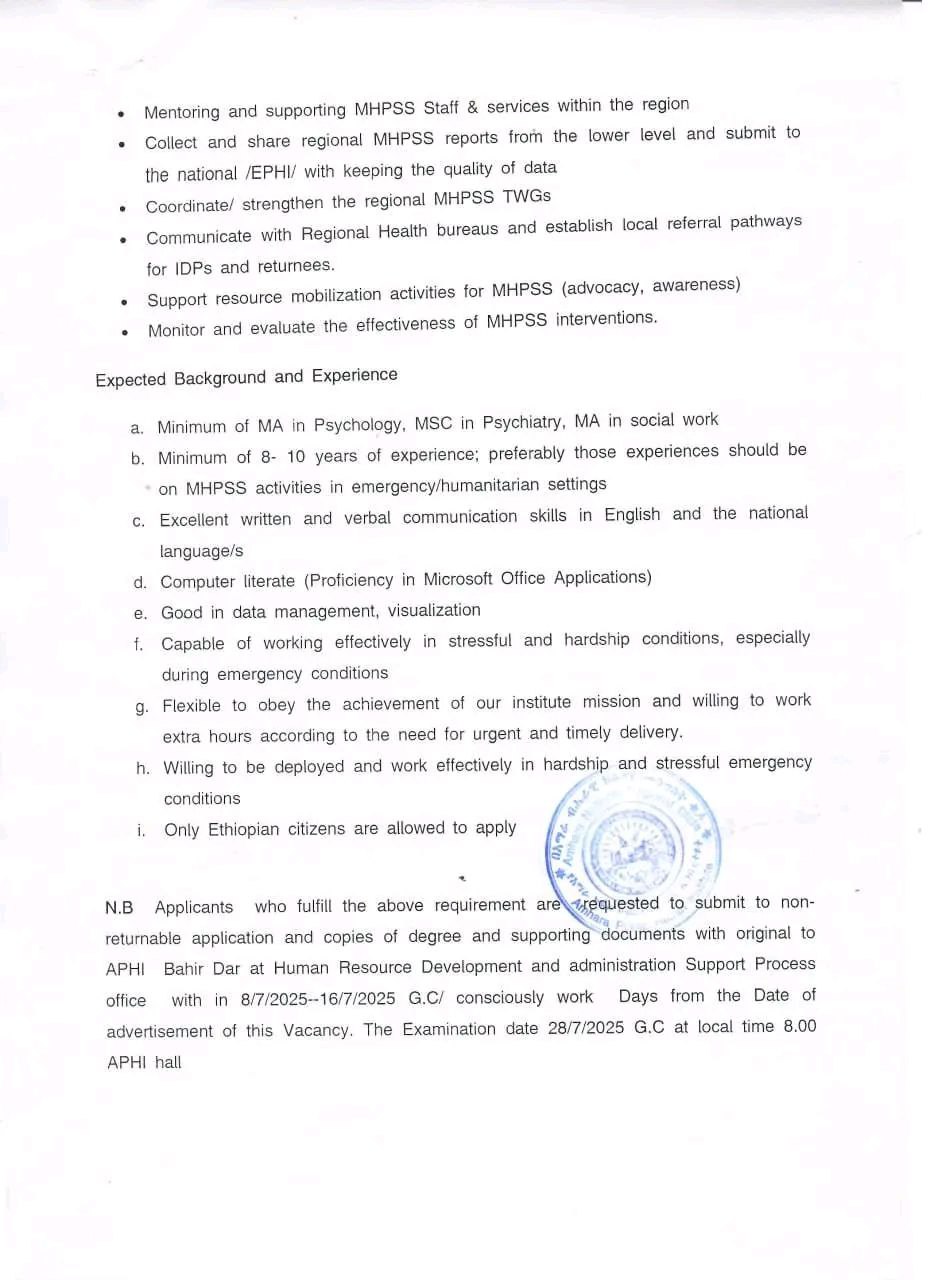 • Mentoring and supporting MHPSS Staff & services within the region
• Collect and share regional MHPSS reports from the lower level and submit to
the national /EPHI/ with keeping the quality of data
• Coordinate/ strengthen the regional MHPSS TWGs
• Communicate with Regional Health bureaus and establish local referral pathways
for IDPs and returnees.
• Support resource mobilization activities for MHPSS (advocacy, awareness)
• Monitor and evaluate the effectiveness of MHPSS interventions.
Expected Background and Experience
a. Minimum of MA in Psychology, MSC in Psychiatry, MA in social work
b. Minimum of 8- 10 years of experience; preferably those experiences should be
on MHPSS activities in emergency/humanitarian settings
c. Excellent written and verbal communication skills in English and the national
language/s
d. Computer literate (Proficiency in Microsoft Office Applications)
e. Good in data management, visualization
f. Capable of working effectively in stressful and hardship conditions, especially
during emergency conditions
g. Flexible to obey the achievement of our institute mission and willing to work
extra hours according to the need for urgent and timely delivery.
h. Willing to be deployed and work effectively in hardship and stressful emergency
conditions
i. Only Ethiopian citizens are allowed to apply
N.B Applicants who fulfill the above requirement are requested to submit to non-
returnable application and copies of degree and supporting documents with original to
APHI Bahir Dar at Human Resource Development and administration Support Process
office with in 8/7/2025--16/7/2025 G.C/ consciously work Days from the Date of
advertisement of this Vacancy. The Examination date 28/7/2025 G.C at local time 8.00
APHI hall
በአማራ
Amhara